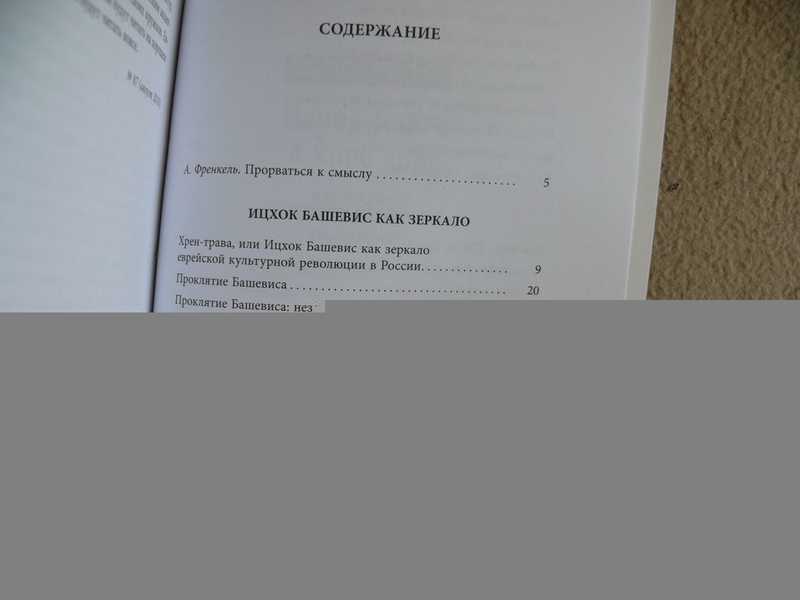 СОДЕРЖАНИЕ
А. Френкель. Прорваться к смыслу . . . . . . . . . . . . . . . . . . . . . . . 5
ИЦХОК БАШЕВИС КАК ЗЕРКАЛО
Хрен-трава, или Ицхок Башевис как зеркало
еврейской культурной революции в России. . . . . . . . . . . . . . . 9
Проклятие Башевиса . . . . . . . . . . . . . . . . . . . . . . . . . . . . . . . . . . . 20
Проклятие Башевиса: нез